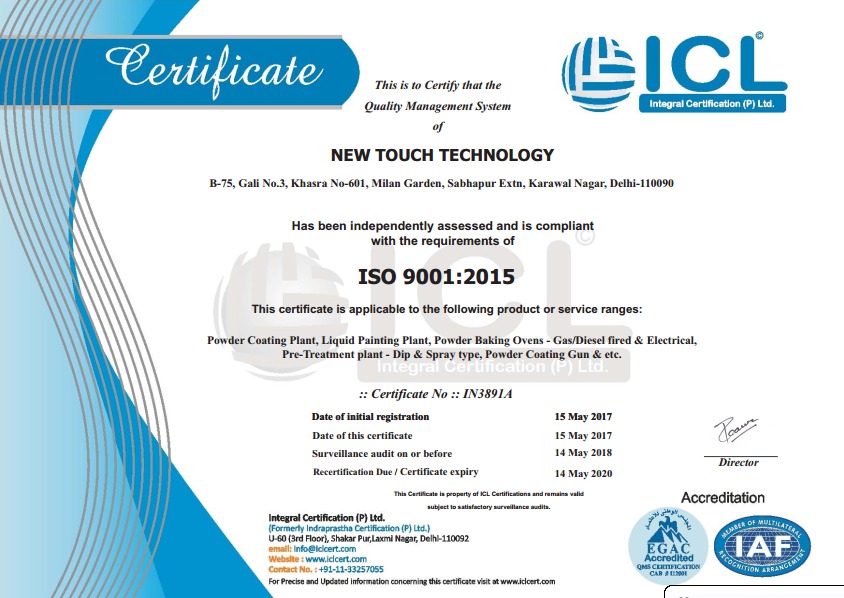 Certificate
ICL
©
Integral Certification (P) Ltd.
This is to Certify that the
Quality Management System
of
NEW TOUCH TECHNOLOGY
B-75, Gali No.3, Khasra No-601, Milan Garden, Sabhapur Extn, Karawal Nagar, Delhi-110090
Has been independently assessed and is compliant
with the requirements of
ISO 9001:2015
This certificate is applicable to the following product or service ranges:
Powder Coating Plant, Liquid Painting Plant, Powder Baking Ovens - Gas/Diesel fired & Electrical,
Pre-Treatment plant - Dip & Spray type, Powder Coating Gun & etc.
ICL
©
Integral Certification (P) Ltd.
:: Certificate No :: IN3891A
Date of initial registration 15 May 2017
Date of this certificate 15 May 2017
Surveillance audit on or before 14 May 2018
Recertification Due / Certificate expiry 14 May 2020
Director
This Certificate is property of ICL Certifications and remains valid
subject to satisfactory surveillance audits.
Integral Certification (P) Ltd.
(Formerly Indraprastha Certification (P) Ltd.)
U-60 (3rd Floor), Shakar Pur,Laxmi Nagar, Delhi-110092
email: info@iclcert.com
Website : www.iclcert.com
Contact No. : +91-11-33257055
For Precise and Updated information concerning this certificate visit at www.iclcert.com
Accreditation
EGAC
Accredited
QMS CERTIFICATION
CAB # 112001
MEMBER OF MULTILATERAL
IAF
RECOGNITION ARRANGEMENT